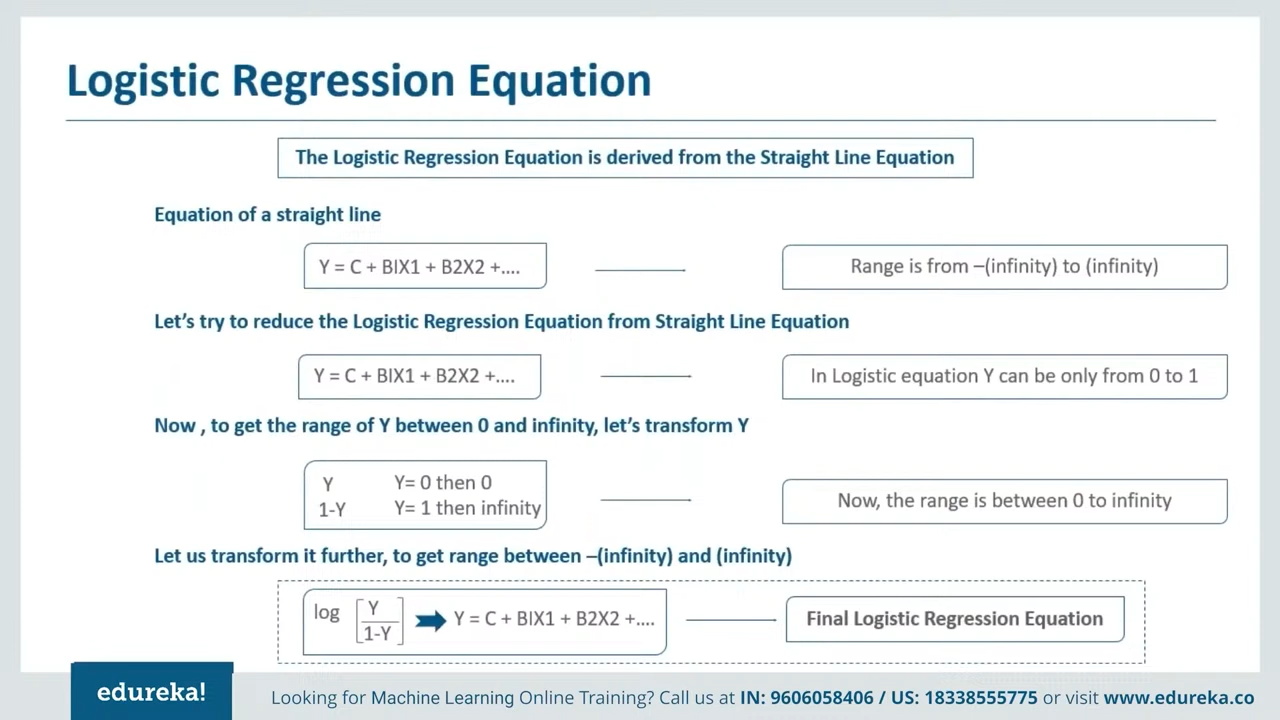 Logistic Regression Equation
The Logistic Regression Equation is derived from the Straight Line Equation
Equation of a straight line
Y = C + BIX1 + B2X2 +....
Range is from –(infinity) to (infinity)
Let's try to reduce the Logistic Regression Equation from Straight Line Equation
Y = C + BIX1 + B2X2 +....
In Logistic equation Y can be only from 0 to 1
Now , to get the range of Y between 0 and infinity, let's transform Y
Y Y= 0 then 0
1-Y Y= 1 then infinity
Now, the range is between 0 to infinity
Let us transform it further, to get range between –(infinity) and (infinity)
log [Y
1-Y] Y = C + BIX1 + B2X2 +....
Final Logistic Regression Equation
edureka!
Looking for Machine Learning Online Training? Call us at IN: 9606058406 / US: 18338555775 or visit www.edureka.co